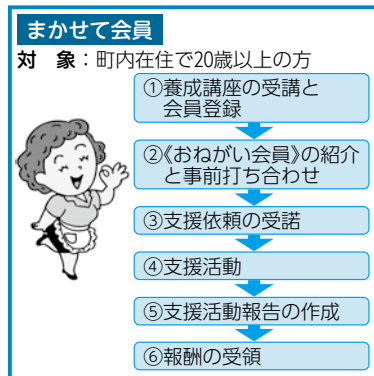 まかせて会員
対　象：町内在住で20歳以上の方
①養成講座の受講と
会員登録
②《おねがい会員》の紹介
と事前打ち合わせ
③支援依頼の受諾
④支援活動
⑤支援活動報告の作成
⑥報酬の受領